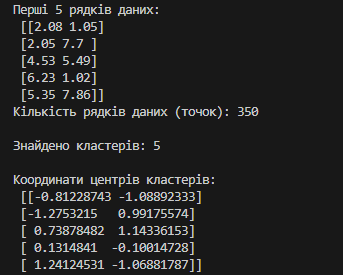 Перші 5 рядків даних:
[[2.08 1.05]
[2.05 7.7 ]
[4.53 5.49]
[6.23 1.02]
[5.35 7.86]]
Кількість рядків даних (точок): 350
Знайдено кластерів: 5
Координати центрів кластерів:
[[-0.81228743 -1.08892333]
[-1.2753215   0.99175574]
[ 0.73878482  1.14336153]
[ 0.1314841  -0.10014728]
[ 1.24124531 -1.06881787]]